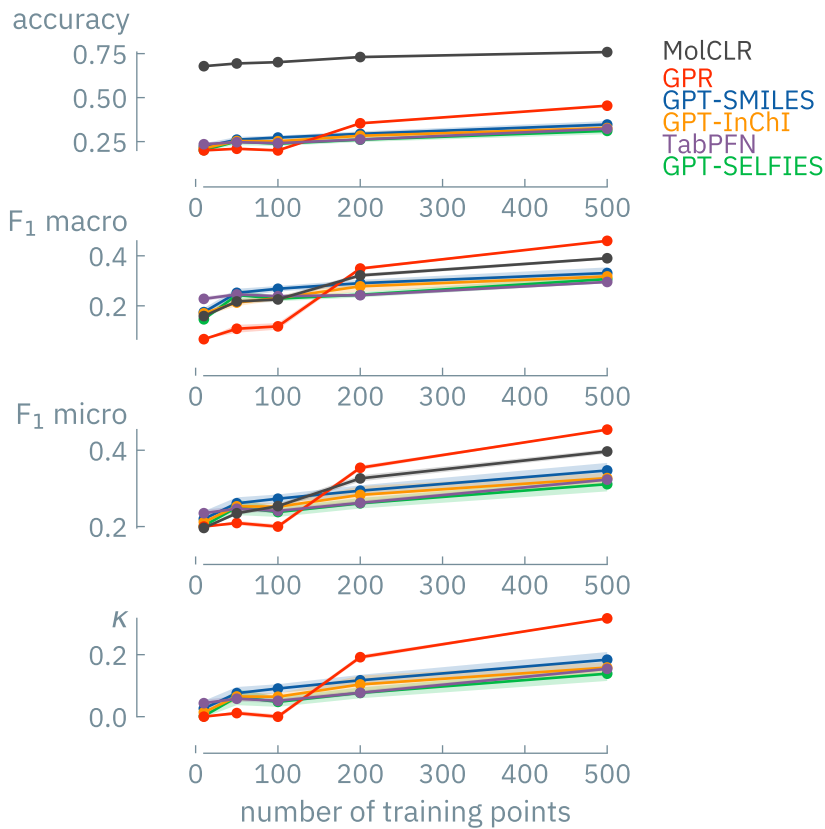 accuracy
0.75
0.50
0.25
0 100 200 300 400 500
MolCLR
GPR
GPT-SMILES
GPT-InChI
TabPFN
GPT-SELFIES
F₁ macro
0.4
0.2
0 100 200 300 400 500
F₁ micro
0.4
0.2
0 100 200 300 400 500
κ
0.2
0.0
0 100 200 300 400 500
number of training points